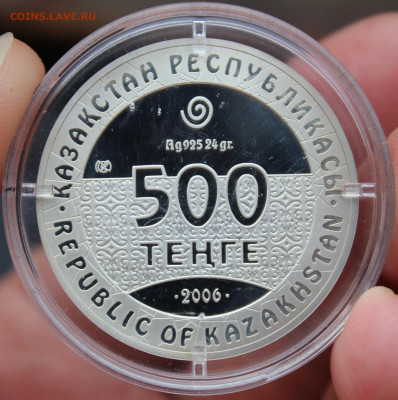 COINS.LAVE.RU
ҚАЗАҚСТАН РЕСПУБЛИКАСЫ
Ag 925 24 gr.
500
ТЕҢГЕ
· 2006 ·
· REPUBLIC OF KAZAKHSTAN ·